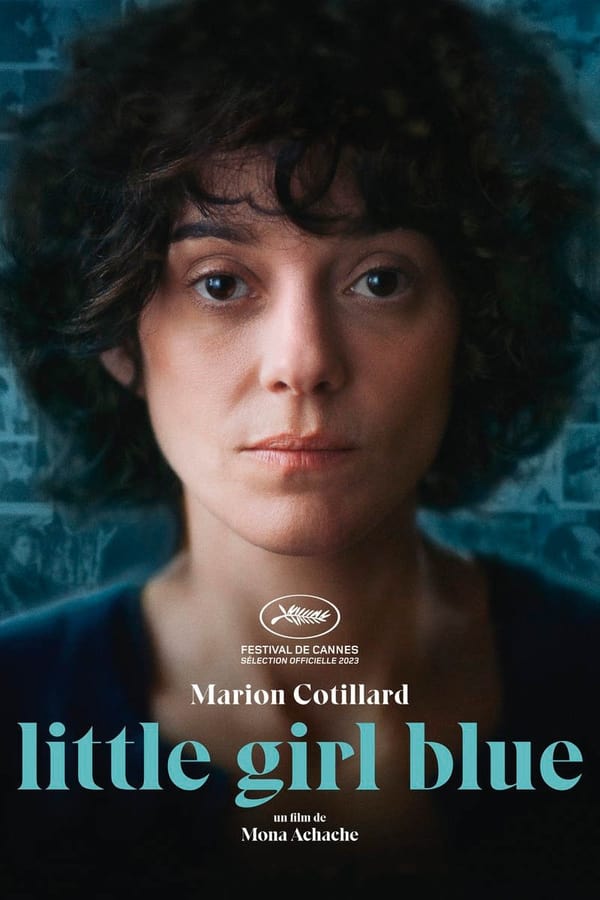 FESTIVAL DE CANNES
SÉLECTION OFFICIELLE 2023
Marion Cotillard
little girl blue
un film de
Mona Achache